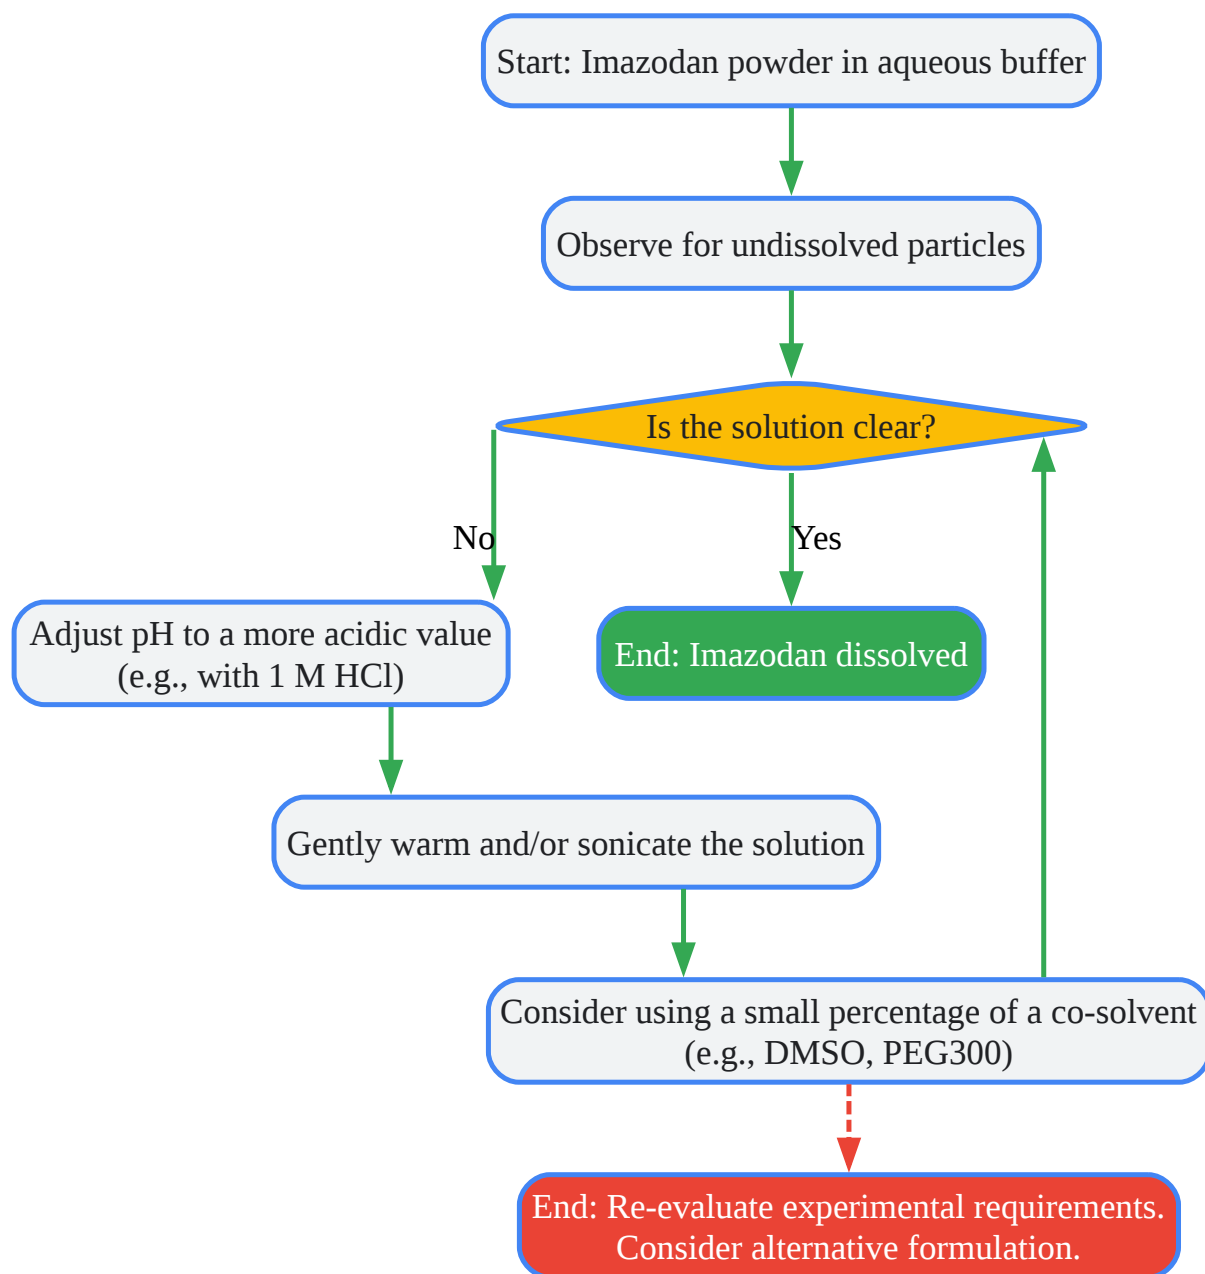 Start: Imazodan powder in aqueous buffer
Observe for undissolved particles
Is the solution clear?
No
Yes
Adjust pH to a more acidic value
(e.g., with 1 M HCl)
End: Imazodan dissolved
Gently warm and/or sonicate the solution
Consider using a small percentage of a co-solvent
(e.g., DMSO, PEG300)
End: Re-evaluate experimental requirements.
Consider alternative formulation.